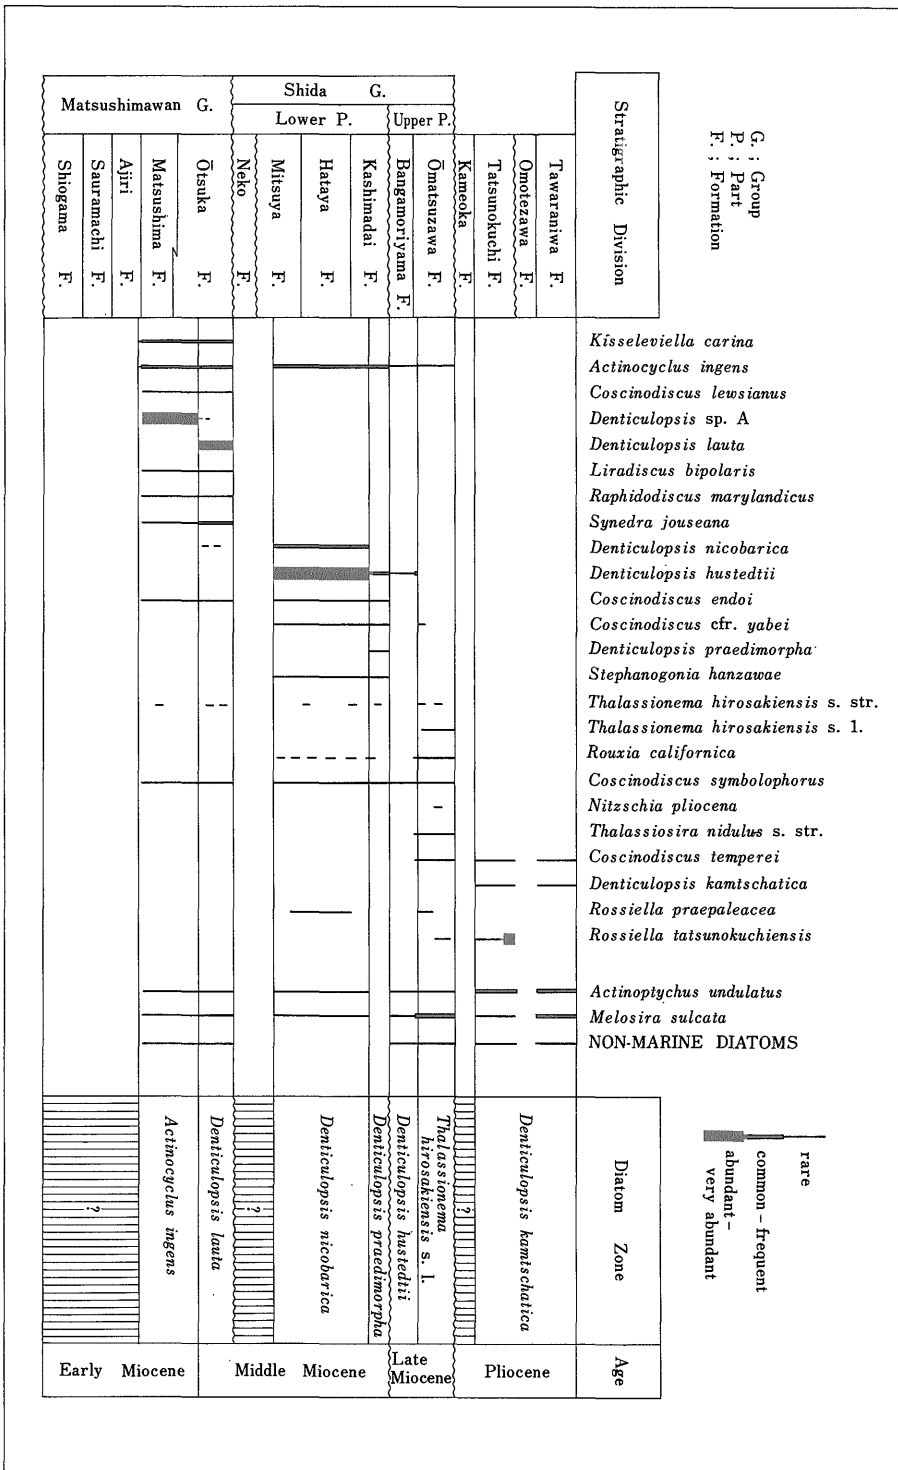 G. ; Group
P. ; Part
F. ; Formation
Stratigraphic Division
Matsushimawan G.
Shida G.
Lower P.
Upper P.
Shiogama F.
Sauramachi F.
Ajiri F.
Matsushima F.
Ōtsuka F.
Neko F.
Mitsuya F.
Hataya F.
Kashimadai F.
Bangamoriyama F.
Ōmatsuzawa F.
Kameoka F.
Tatsunokuchi F.
Omotezawa F.
Tawaraniwa F.
Kisseleviella carina
Actinocyclus ingens
Coscinodiscus lewsianus
Denticulopsis sp. A
Denticulopsis lauta
Liradiscus bipolaris
Raphidodiscus marylandicus
Synedra jouseana
Denticulopsis nicobarica
Denticulopsis hustedtii
Coscinodiscus endoi
Coscinodiscus cfr. yabei
Denticulopsis praedimorpha
Stephanogonia hanzawae
Thalassionema hirosakiensis s. str.
Thalassionema hirosakiensis s. l.
Rouxia californica
Coscinodiscus symbolophorus
Nitzschia pliocena
Thalassiosira nidulus s. str.
Coscinodiscus temperei
Denticulopsis kamtschatica
Rossiella praepaleacea
Rossiella tatsunokuchiensis
Actinoptychus undulatus
Melosira sulcata
NON-MARINE DIATOMS
rare
common-frequent
abundant-
very abundant
Diatom Zone
?
Actinocyclus ingens
Denticulopsis lauta
?
Denticulopsis nicobarica
Denticulopsis praedimorpha
Denticulopsis hustedtii
Thalassionema
hirosakiensis s. l.
?
Denticulopsis kamtschatica
Age
Early Miocene
Middle Miocene
Late
Miocene
Pliocene